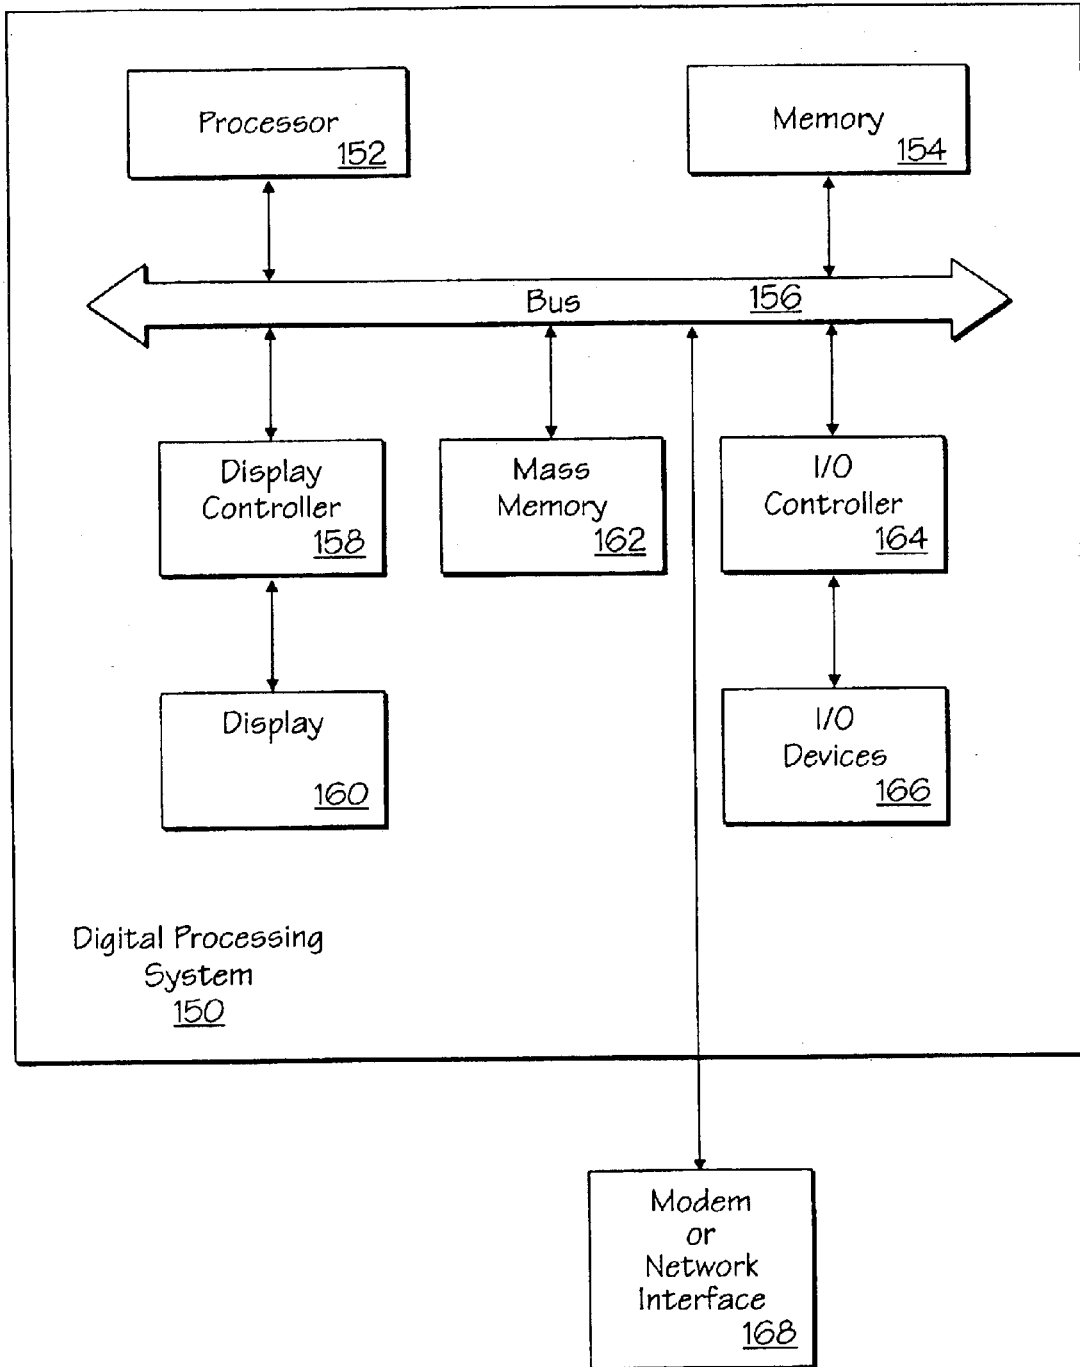 Processor
152
Memory
154
Bus 156
Display
Controller
158
Mass
Memory
162
I/O
Controller
164
Display
160
I/O
Devices
166
Digital Processing
System
150
Modem
or
Network
Interface
168